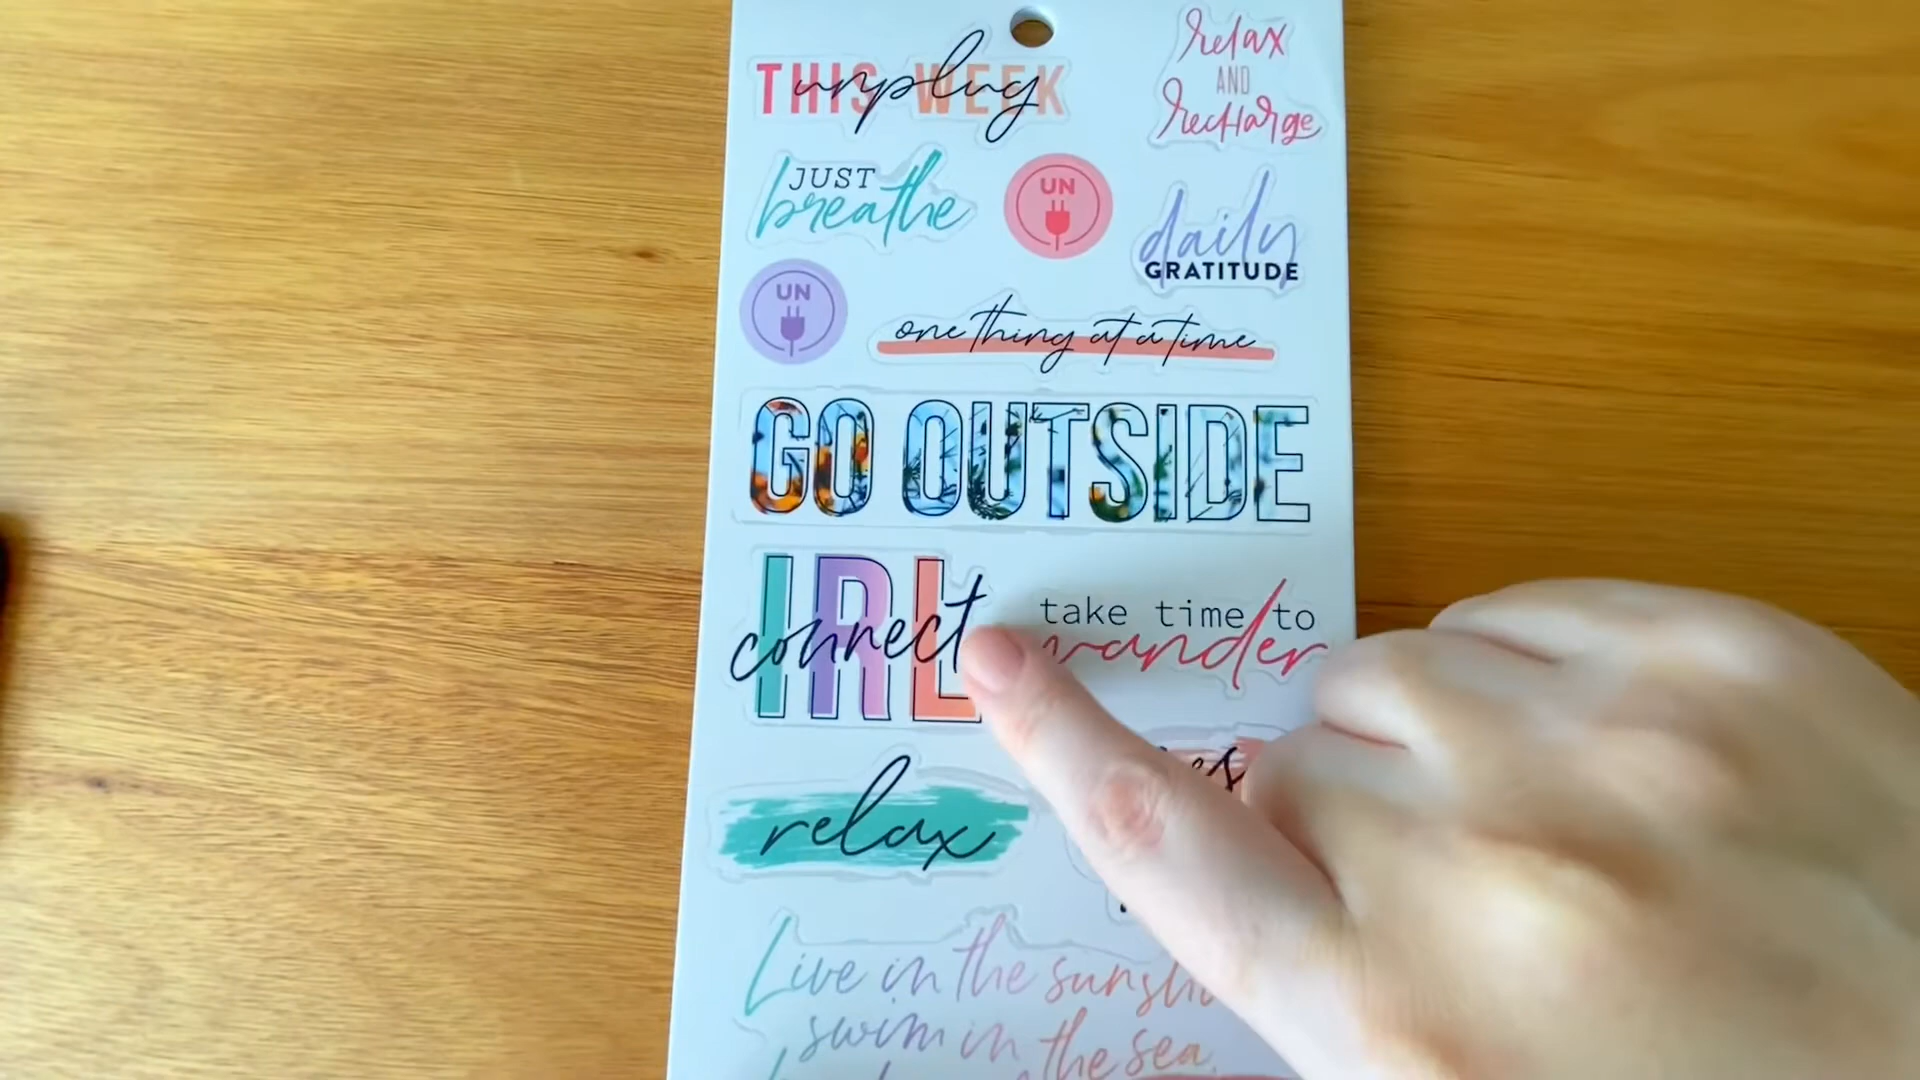 THIS WEEK
unplug
relax
AND
recharge
JUST
breathe
UN
daily
GRATITUDE
UN
one thing at a time
GO OUTSIDE
IRL
connect
take time to
wander
relax
Live in the
swim in the sea,